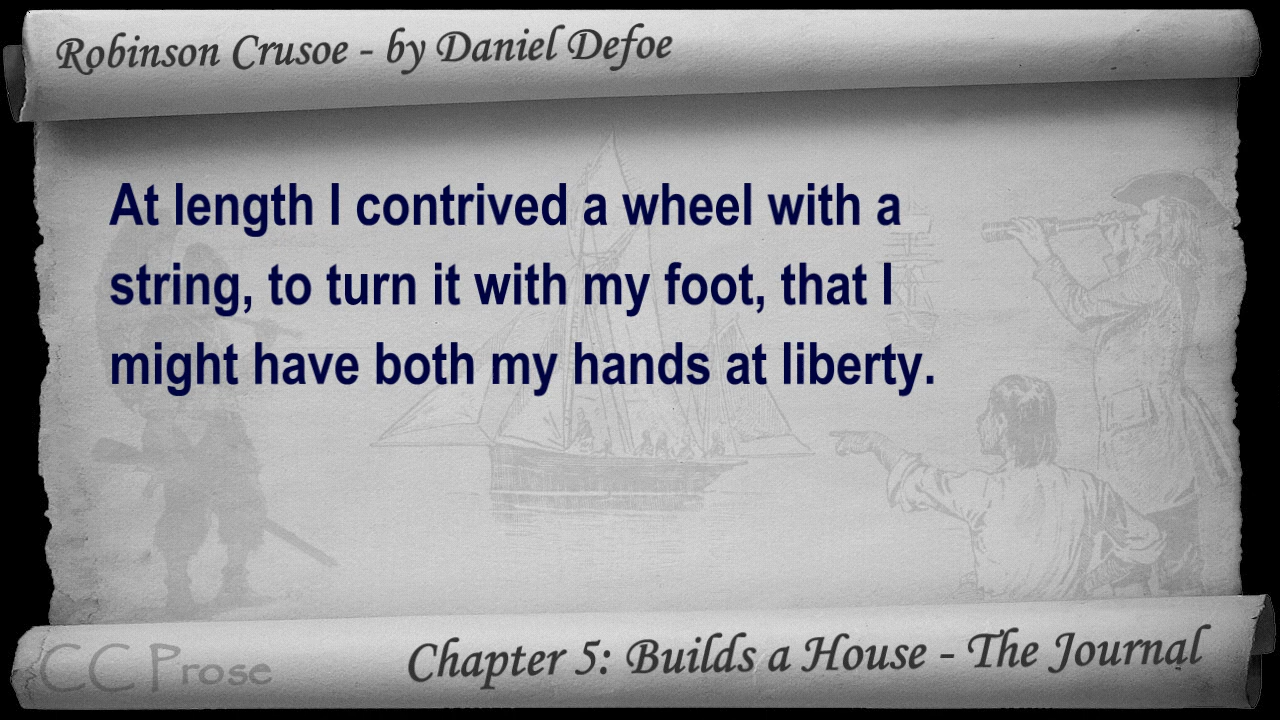 Robinson Crusoe - by Daniel Defoe
At length I contrived a wheel with a
string, to turn it with my foot, that I
might have both my hands at liberty.
CC Prose
Chapter 5: Builds a House - The Journal